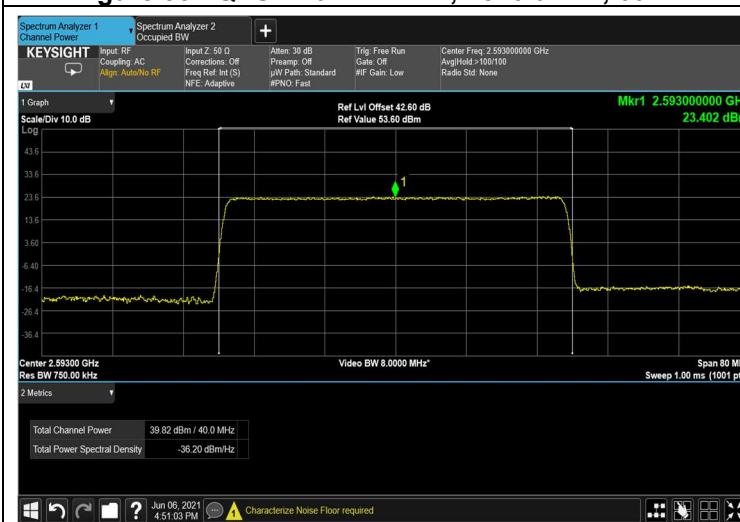 Spectrum Analyzer 1
Channel Power
Spectrum Analyzer 2
Occupied BW
+
KEYSIGHT
LXI
Input: RF
Coupling: AC
Align: Auto/No RF
Input Z: 50 Ω
Corrections: Off
Freq Ref: Int (S)
NFE: Adaptive
Atten: 30 dB
Preamp: Off
µW Path: Standard
#PNO: Fast
Trig: Free Run
Gate: Off
#IF Gain: Low
Center Freq: 2.593000000 GHz
Avg|Hold:>100/100
Radio Std: None
1 Graph
Scale/Div 10.0 dB
Ref Lvl Offset 42.60 dB
Ref Value 53.60 dBm
Mkr1 2.593000000 GH
23.402 dB
Log
43.6
33.6
23.6
13.6
3.60
-6.40
-16.4
-26.4
-36.4
1
Center 2.59300 GHz
Res BW 750.00 kHz
Video BW 8.0000 MHz*
Span 80 M
Sweep 1.00 ms (1001 pt
2 Metrics
Total Channel Power 39.82 dBm / 40.0 MHz
Total Power Spectral Density -36.20 dBm/Hz
?
Jun 06, 2021
4:51:03 PM
1
Characterize Noise Floor required